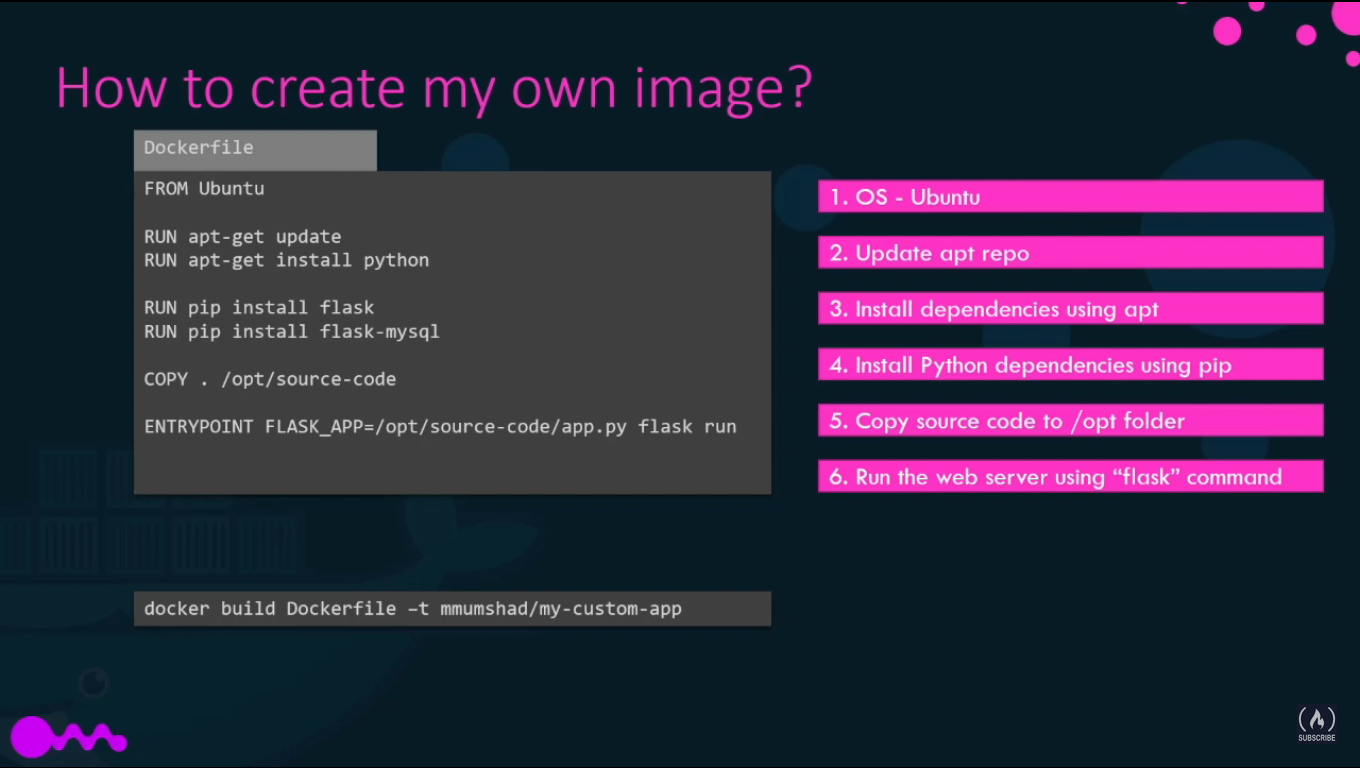 How to create my own image?
Dockerfile
FROM Ubuntu
RUN apt-get update
RUN apt-get install python
RUN pip install flask
RUN pip install flask-mysql
COPY . /opt/source-code
ENTRYPOINT FLASK_APP=/opt/source-code/app.py flask run
docker build Dockerfile –t mmumshad/my-custom-app
1. OS - Ubuntu
2. Update apt repo
3. Install dependencies using apt
4. Install Python dependencies using pip
5. Copy source code to /opt folder
6. Run the web server using “flask” command
SUBSCRIBE